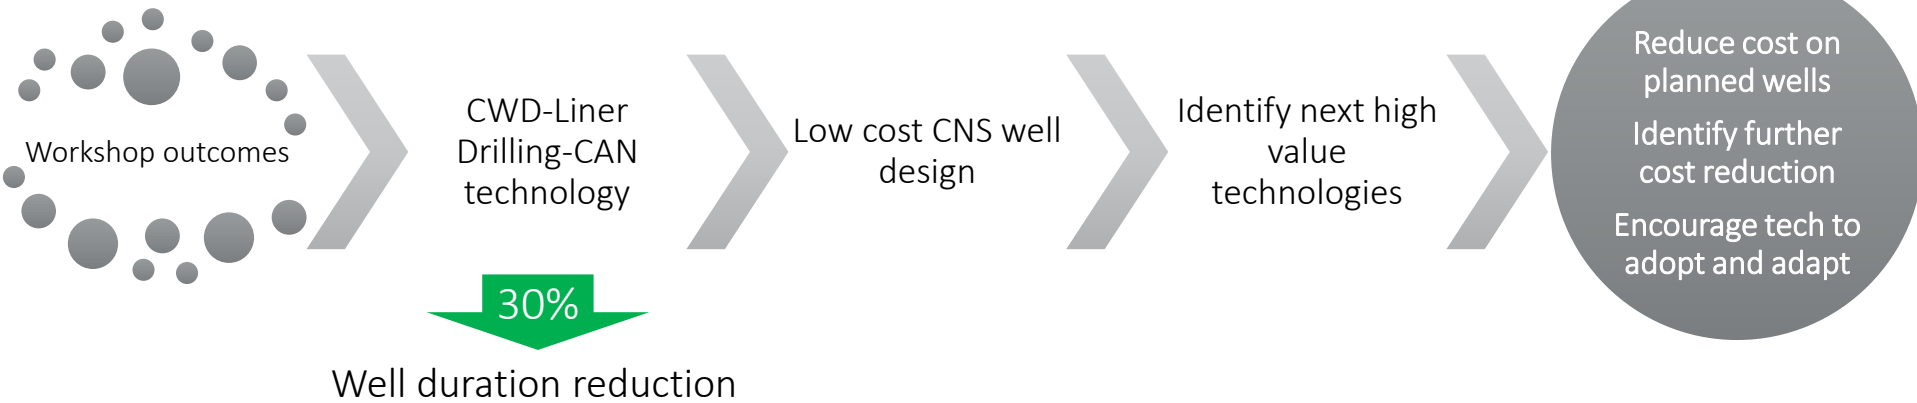 Workshop outcomes
CWD-Liner
Drilling-CAN
technology
30%
Well duration reduction
Low cost CNS well
design
Identify next high
value
technologies
Reduce cost on
planned wells
Identify further
cost reduction
Encourage tech to
adopt and adapt